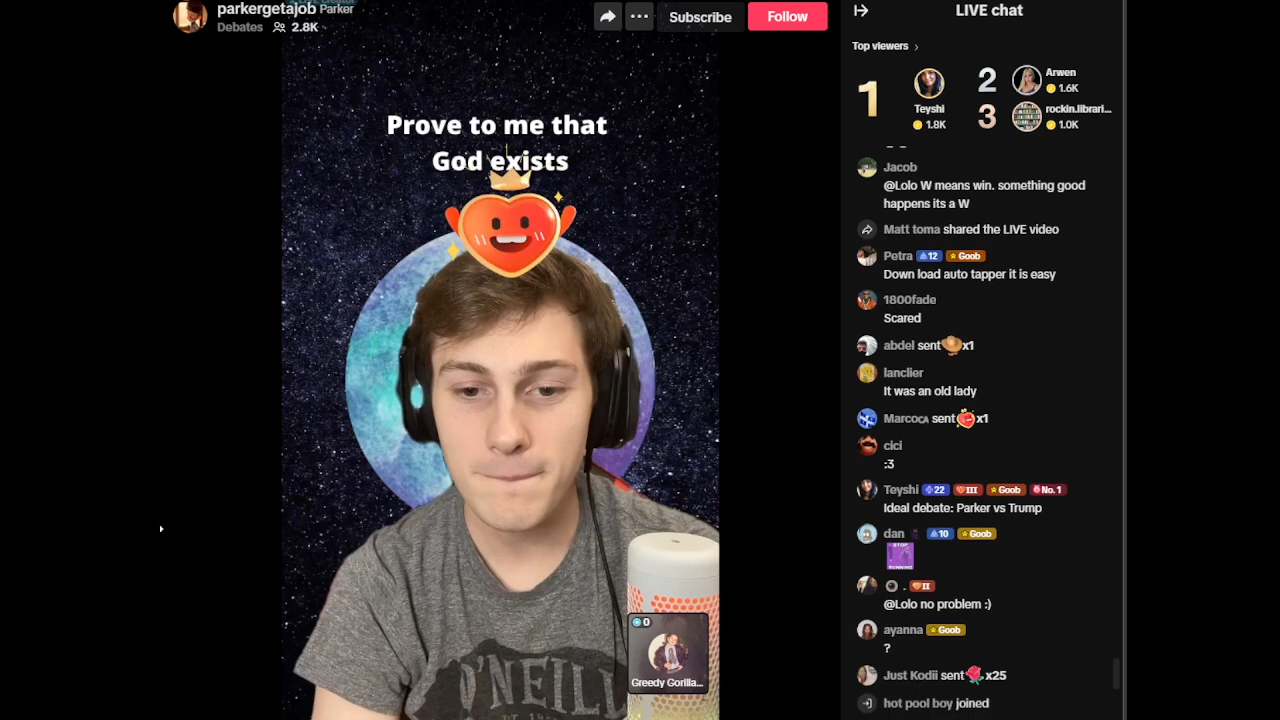 parkergetajob Parker
Debates 2.8K
Subscribe
Follow
LIVE chat
Top viewers
1
Teyshi
1.8K
2
Arwen
1.6K
3
rockin.librari...
1.0K
Prove to me that
God exists
Jacob
@Lolo W means win. something good
happens its a W
Matt toma shared the LIVE video
Petra 12 Goob
Down load auto tapper it is easy
1800fade
Scared
abdel sent x1
lanclier
It was an old lady
Marcoca sent x1
cici
:3
Teyshi 22 III Goob No. 1
Ideal debate: Parker vs Trump
dan 10 Goob
STOP
RUNNING
. II
@Lolo no problem :)
ayanna Goob
?
Just Kodii sent x25
hot pool boy joined
O'NEILL
0
Greedy Gorilla...